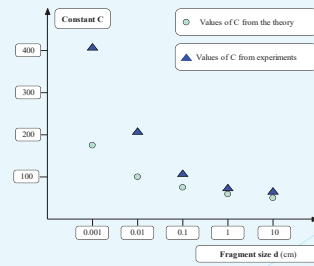 Constant C
Values of C from the theory
Values of C from experiments
400
300
200
100
0.001
0.01
0.1
1
10
Fragment size d (cm)